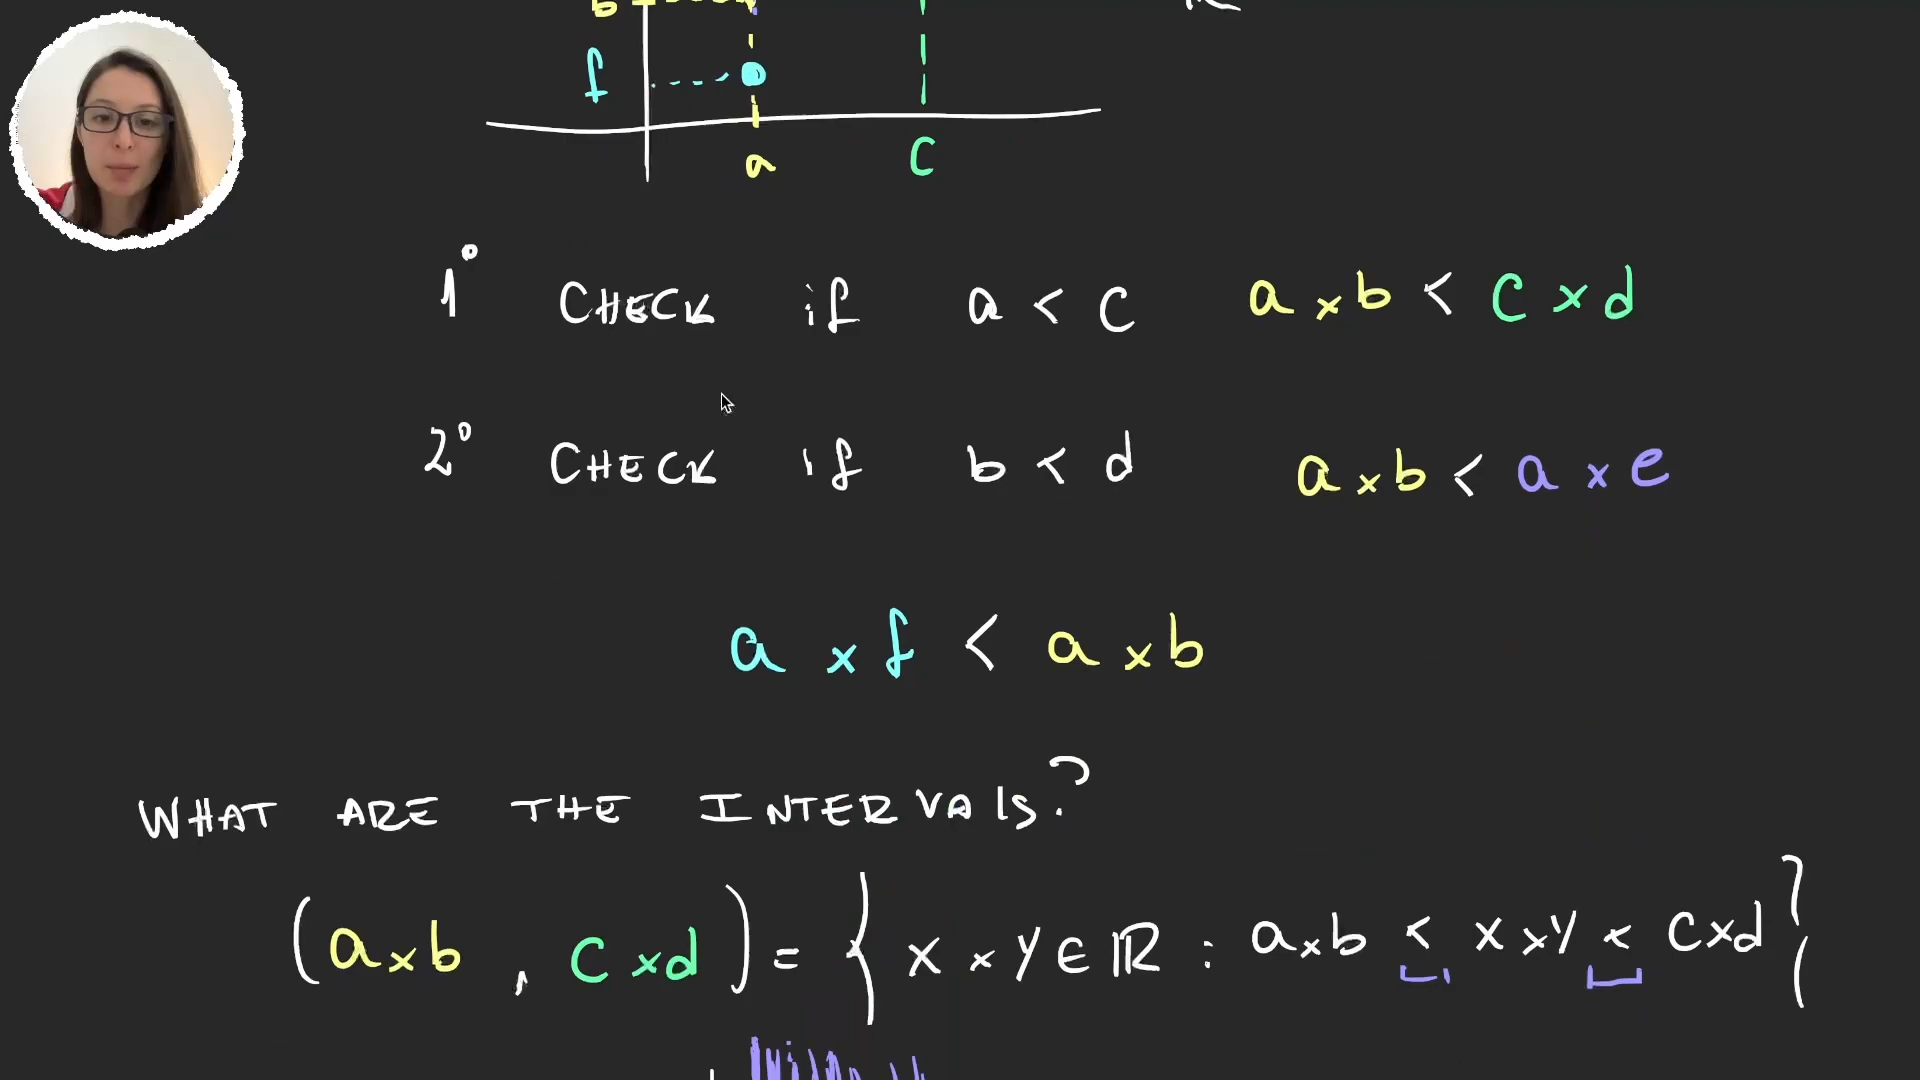 b
f
a c
1° CHECK if a < c a × b < c × d
2° CHECK if b < d a × b < a × e
a × f < a × b
WHAT ARE THE INTERVAls?
(a × b , c × d) = { x × y ∈ ℝ : a × b < x × y < c × d }